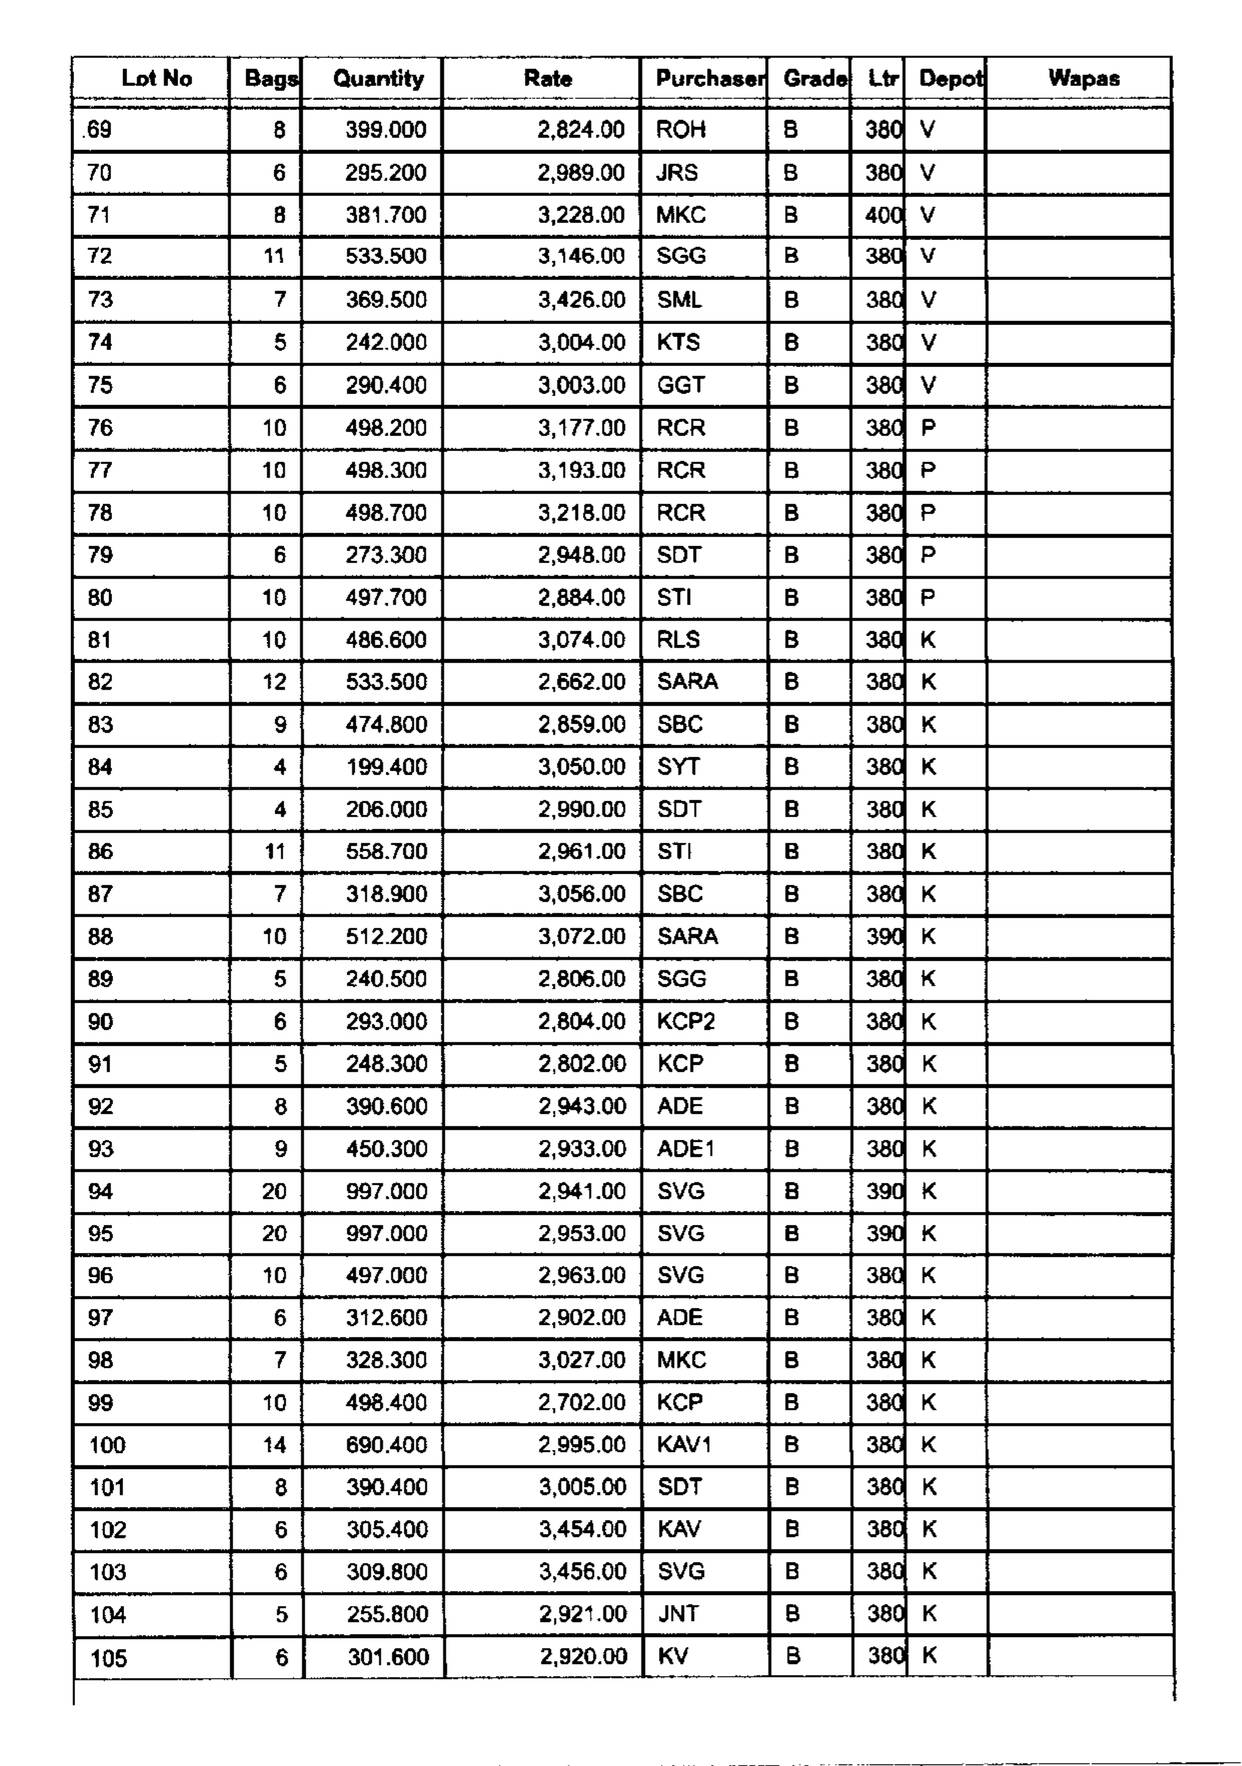 Lot No Bags Quantity Rate Purchaser Grade Ltr Depot Wapas
.69 8 399.000 2,824.00 ROH B 380 V
70 6 295.200 2,989.00 JRS B 380 V
71 8 381.700 3,228.00 MKC B 400 V
72 11 533.500 3,146.00 SGG B 380 V
73 7 369.500 3,426.00 SML B 380 V
74 5 242.000 3,004.00 KTS B 380 V
75 6 290.400 3,003.00 GGT B 380 V
76 10 498.200 3,177.00 RCR B 380 P
77 10 498.300 3,193.00 RCR B 380 P
78 10 498.700 3,218.00 RCR B 380 P
79 6 273.300 2,948.00 SDT B 380 P
80 10 497.700 2,884.00 STI B 380 P
81 10 486.600 3,074.00 RLS B 380 K
82 12 533.500 2,662.00 SARA B 380 K
83 9 474.800 2,859.00 SBC B 380 K
84 4 199.400 3,050.00 SYT B 380 K
85 4 206.000 2,990.00 SDT B 380 K
86 11 558.700 2,961.00 STI B 380 K
87 7 318.900 3,056.00 SBC B 380 K
88 10 512.200 3,072.00 SARA B 390 K
89 5 240.500 2,806.00 SGG B 380 K
90 6 293.000 2,804.00 KCP2 B 380 K
91 5 248.300 2,802.00 KCP B 380 K
92 8 390.600 2,943.00 ADE B 380 K
93 9 450.300 2,933.00 ADE1 B 380 K
94 20 997.000 2,941.00 SVG B 390 K
95 20 997.000 2,953.00 SVG B 390 K
96 10 497.000 2,963.00 SVG B 380 K
97 6 312.600 2,902.00 ADE B 380 K
98 7 328.300 3,027.00 MKC B 380 K
99 10 498.400 2,702.00 KCP B 380 K
100 14 690.400 2,995.00 KAV1 B 380 K
101 8 390.400 3,005.00 SDT B 380 K
102 6 305.400 3,454.00 KAV B 380 K
103 6 309.800 3,456.00 SVG B 380 K
104 5 255.800 2,921.00 JNT B 380 K
105 6 301.600 2,920.00 KV B 380 K